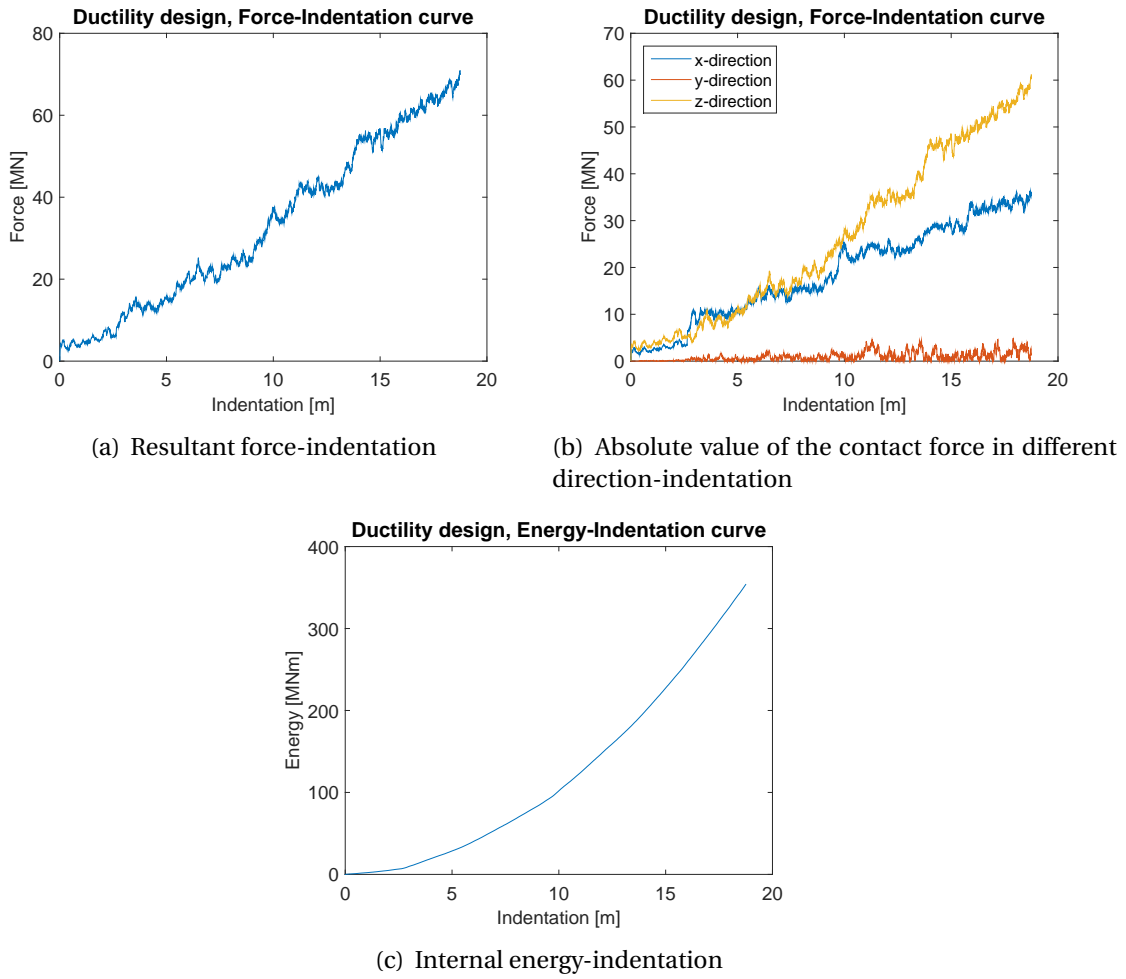 Ductility design, Force-Indentation curve
80
60
40
20
0
Force [MN]
0 5 10 15 20
Indentation [m]
(a) Resultant force-indentation
Ductility design, Force-Indentation curve
70
60
50
40
30
20
10
0
Force [MN]
x-direction
y-direction
z-direction
0 5 10 15 20
Indentation [m]
(b) Absolute value of the contact force in different
direction-indentation
Ductility design, Energy-Indentation curve
400
300
200
100
0
Energy [MNm]
0 5 10 15 20
Indentation [m]
(c) Internal energy-indentation